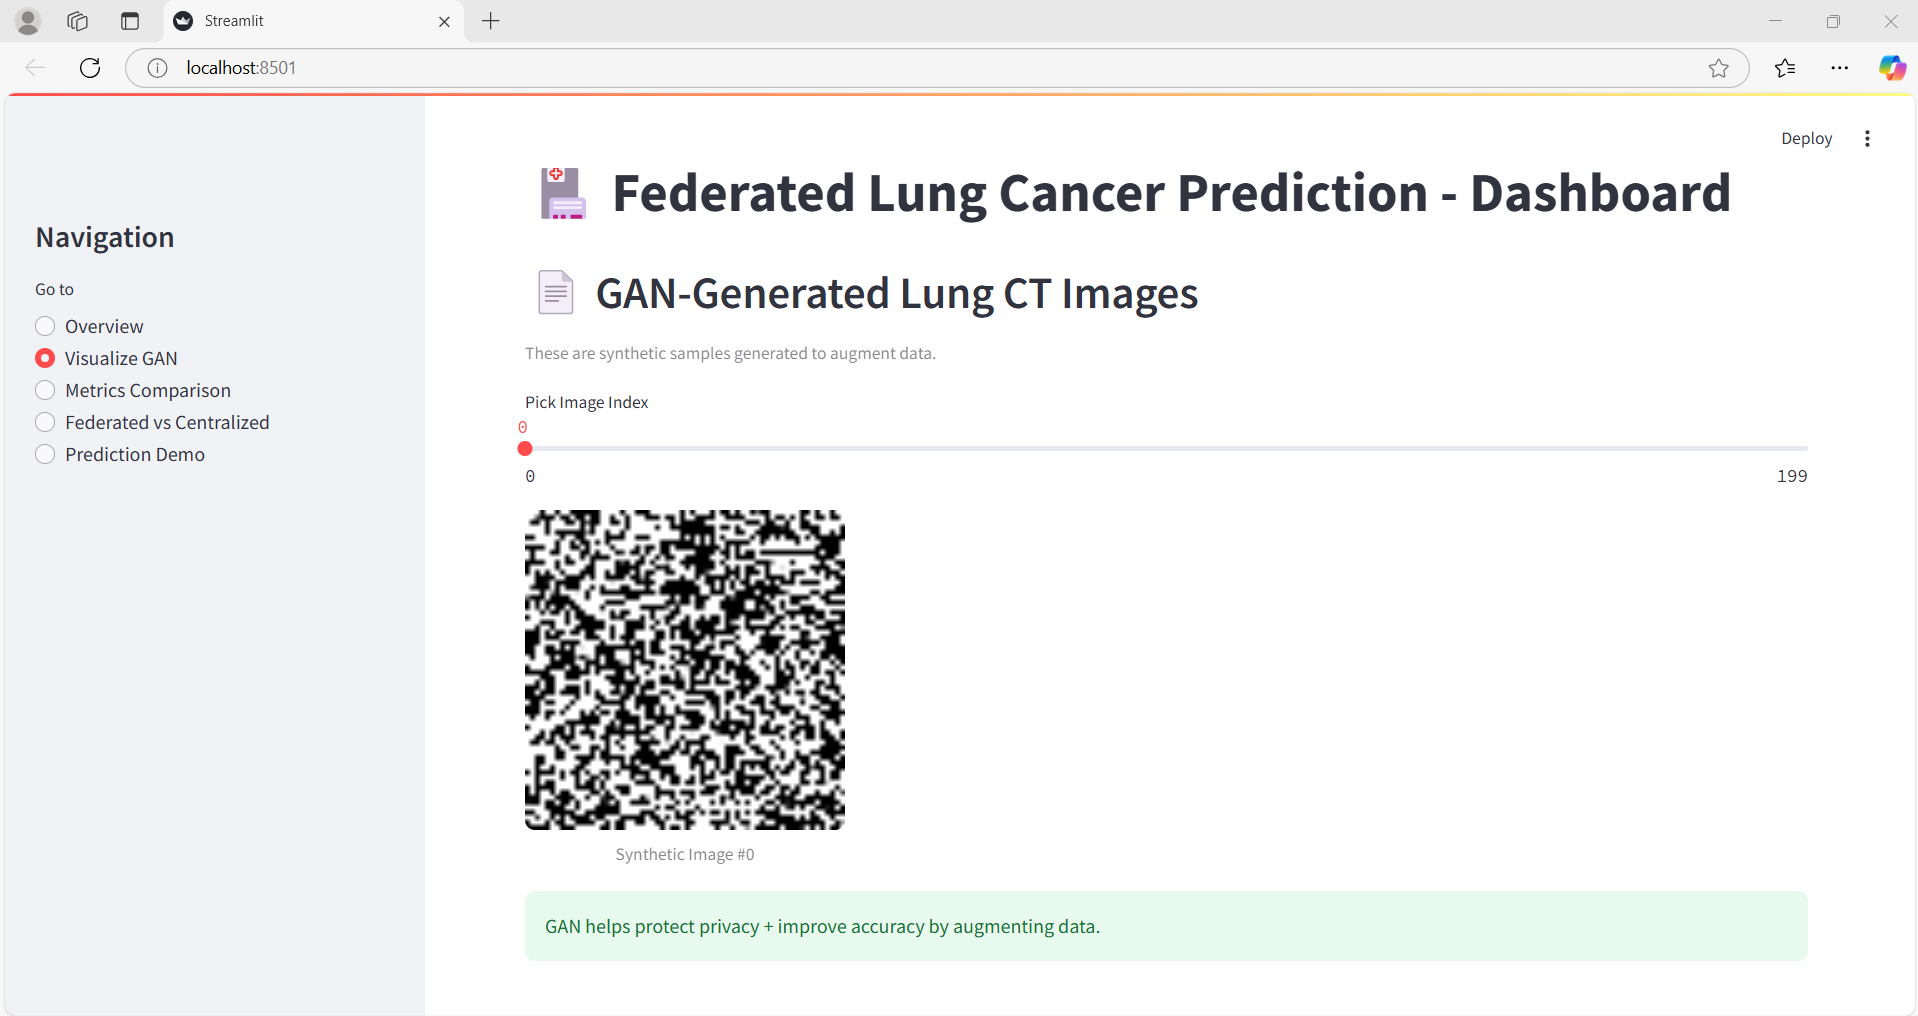 Streamlit
localhost:8501
Deploy
Federated Lung Cancer Prediction - Dashboard
Navigation
Go to
Overview
Visualize GAN
Metrics Comparison
Federated vs Centralized
Prediction Demo
GAN-Generated Lung CT Images
These are synthetic samples generated to augment data.
Pick Image Index
0
0
199
Synthetic Image #0
GAN helps protect privacy + improve accuracy by augmenting data.